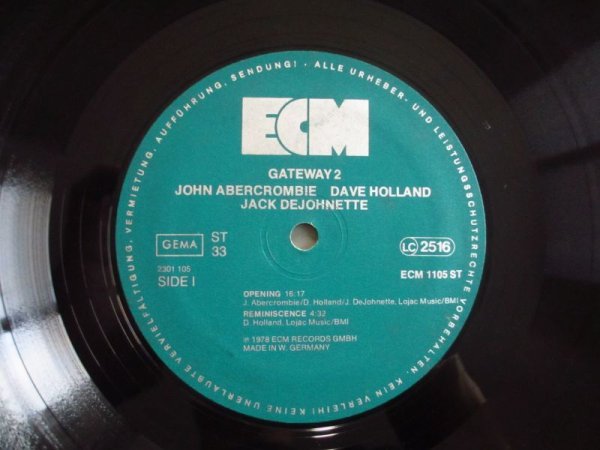 ECM
GATEWAY 2
JOHN ABERCROMBIE DAVE HOLLAND
JACK DEJOHNETTE
GEMA
ST
33
LC 2516
2301 105
SIDE I
ECM 1105 ST
OPENING 16:17
J. Abercrombie/D. Holland/J. DeJohnette, Lojac Music/BMI
REMINISCENCE 4:32
D. Holland, Lojac Music/BMI
℗ 1978 ECM RECORDS GMBH
MADE IN W. GERMANY
ALLE URHEBER- UND LEISTUNGSSCHUTZRECHTE VORBEHALTEN. KEIN VERLEIH! KEINE UNERLAUBTE VERVIELFÄLTIGUNG, VERMIETUNG, AUFFÜHRUNG, SENDUNG! ·